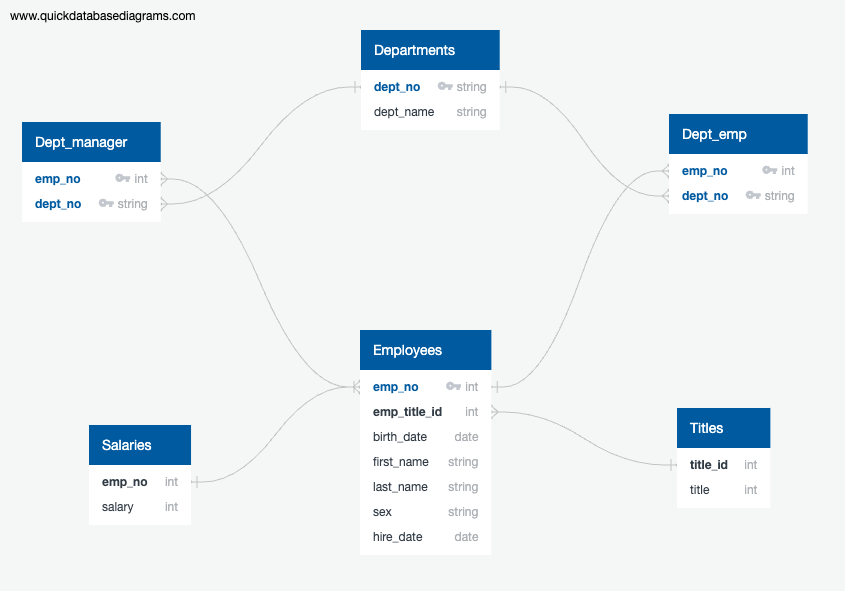 www.quickdatabasediagrams.com
Departments
dept_no string
dept_name string
Dept_manager
emp_no int
dept_no string
Dept_emp
emp_no int
dept_no string
Employees
emp_no int
emp_title_id int
birth_date date
first_name string
last_name string
sex string
hire_date date
Salaries
emp_no int
salary int
Titles
title_id int
title int